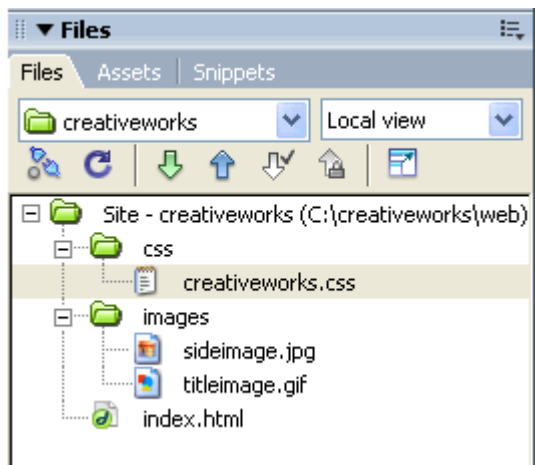 Files
Files Assets Snippets
creativeworks Local view
Site - creativeworks (C:\creativeworks\web)
css
creativeworks.css
images
sideimage.jpg
titleimage.gif
index.html